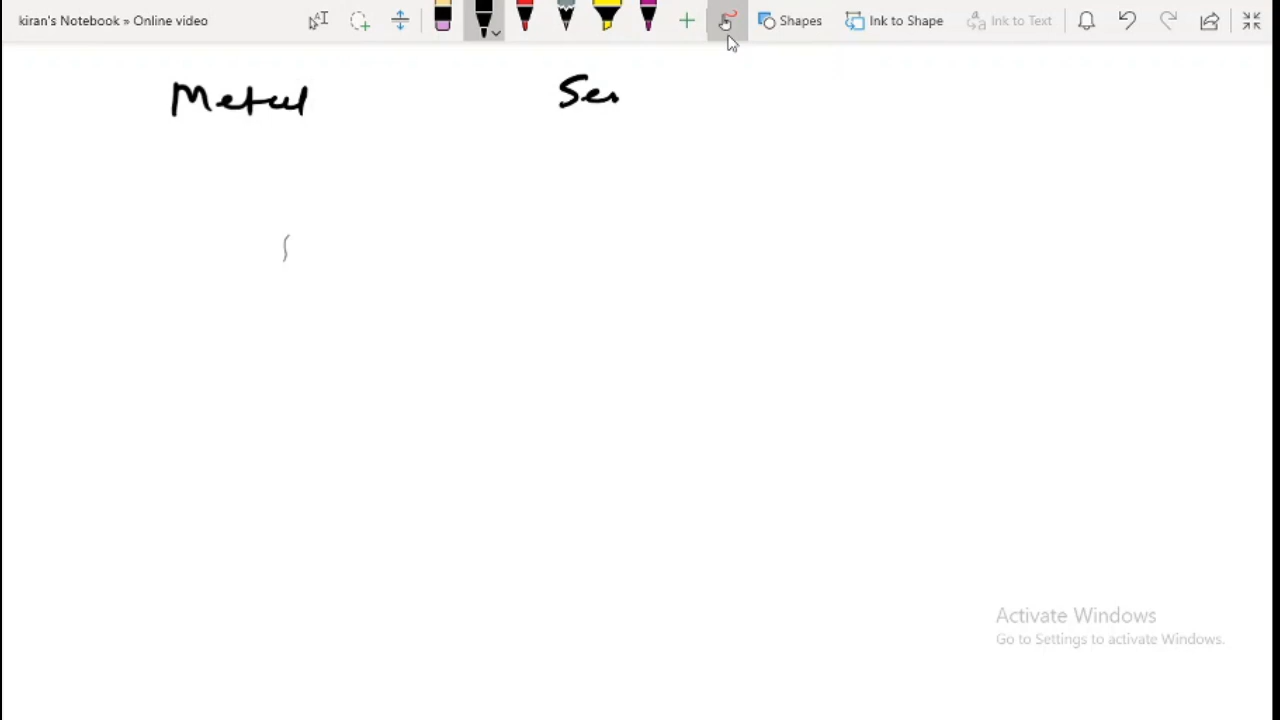 kiran's Notebook » Online video
Shapes
Ink to Shape
Ink to Text
Metal Se
Activate Windows
Go to Settings to activate Windows.